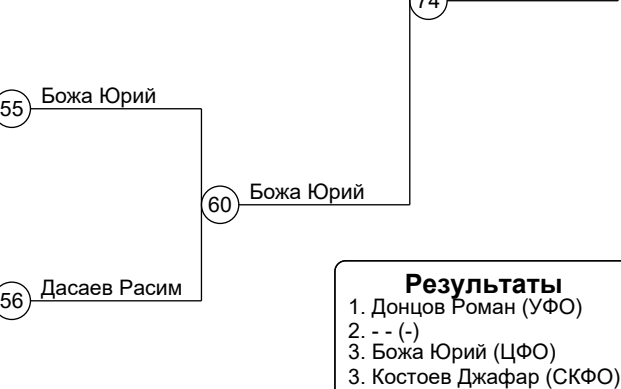 74
Божа Юрий
55
Божа Юрий
60
Дасаев Расим
56
Результаты
1. Донцов Роман (УФО)
2. - - (-)
3. Божа Юрий (ЦФО)
3. Костоев Джафар (СКФО)